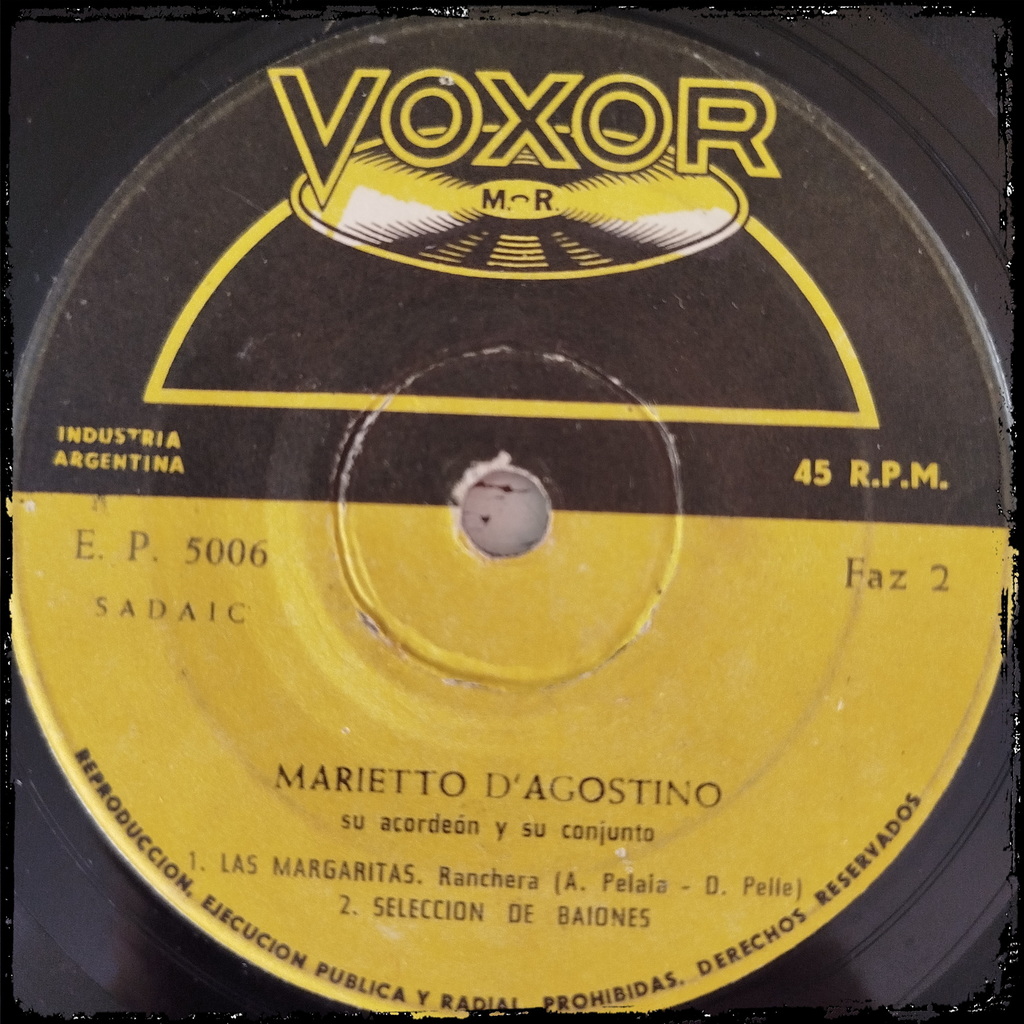 VOXOR
M. R.
INDUSTRIA
ARGENTINA
45 R.P.M.
E. P. 5006
Faz 2
SADAIC
MARIETTO D'AGOSTINO
su acordeón y su conjunto
1. LAS MARGARITAS. Ranchera (A. Pelaia - D. Pelle)
2. SELECCION DE BAIONES
REPRODUCCION, EJECUCION PUBLICA Y RADIAL PROHIBIDAS. DERECHOS RESERVADOS